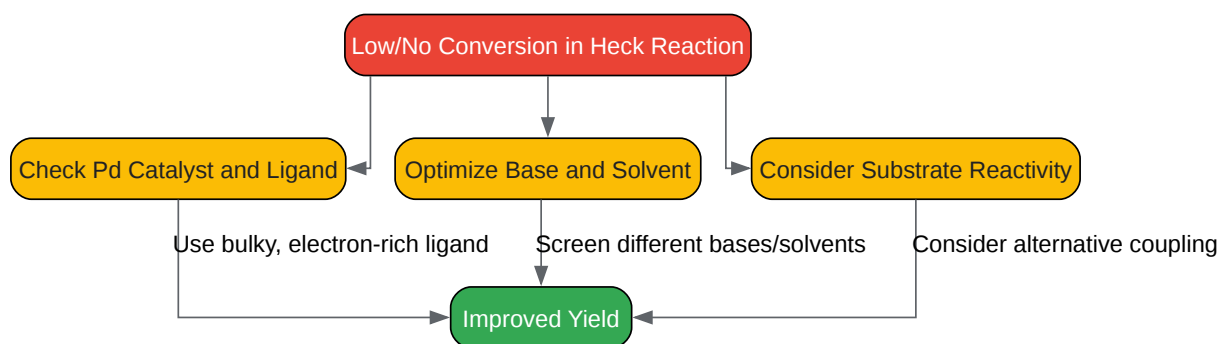 Low/No Conversion in Heck Reaction
Check Pd Catalyst and Ligand
Optimize Base and Solvent
Consider Substrate Reactivity
Use bulky, electron-rich ligand
Screen different bases/solvents
Consider alternative coupling
Improved Yield